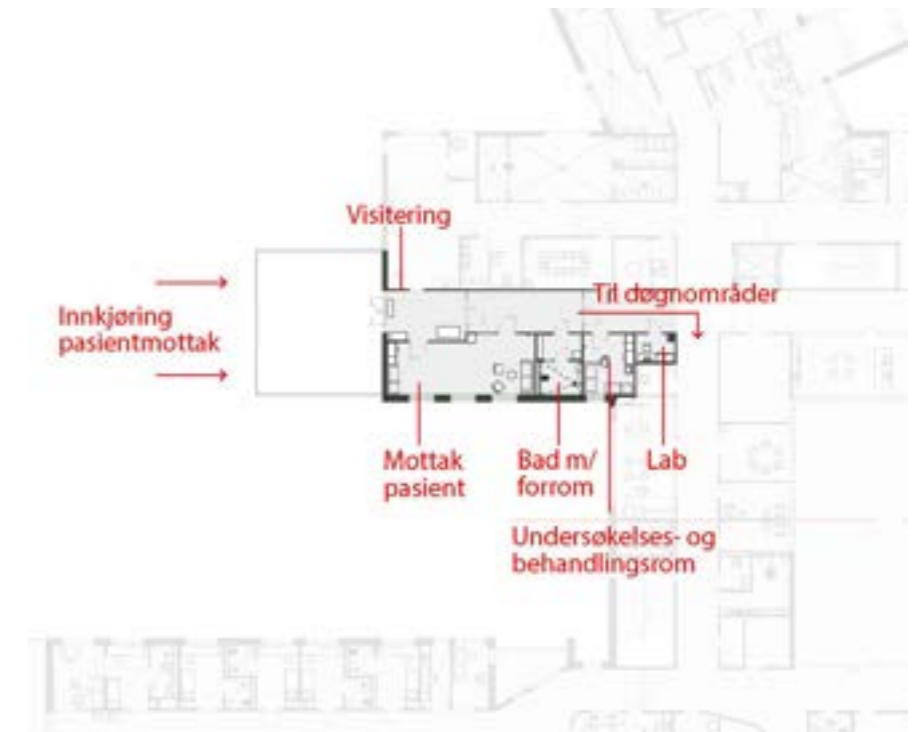 Visitering
Til døgnområder
Innkjøring
pasientmottak
Mottak
pasient
Bad m/
forrom
Lab
Undersøkelses- og
behandlingsrom